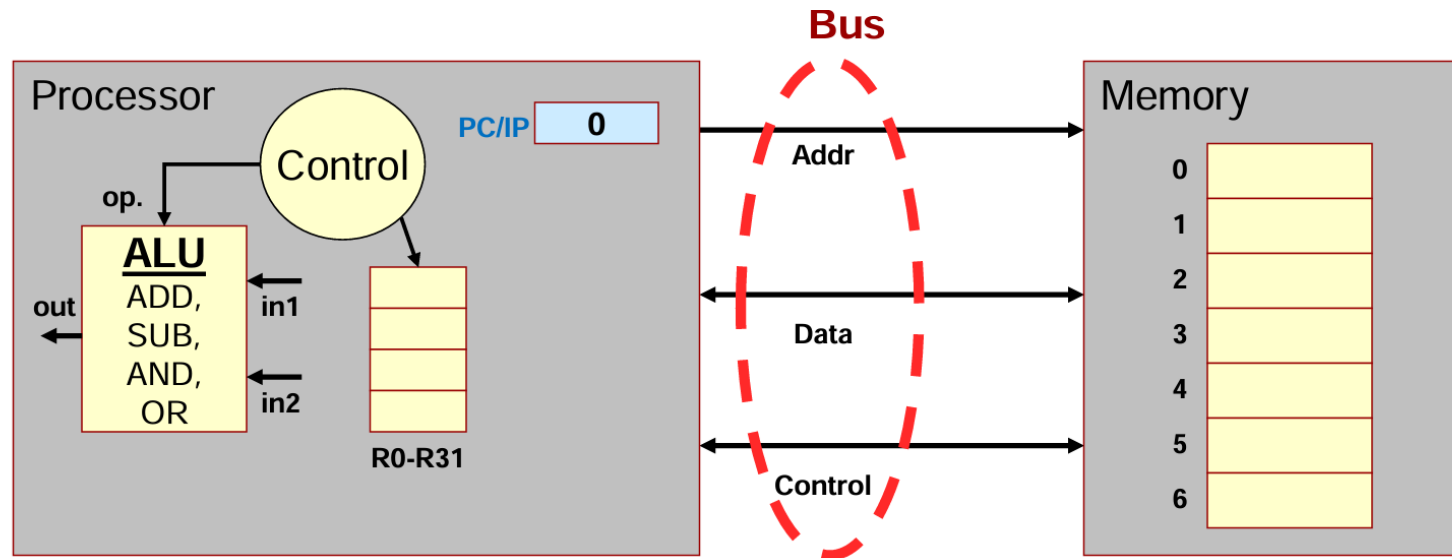 Bus
Processor
Control
PC/IP
0
op.
ALU
ADD,
SUB,
AND,
OR
in1
in2
out
R0-R31
Addr
Data
Control
Memory
0
1
2
3
4
5
6